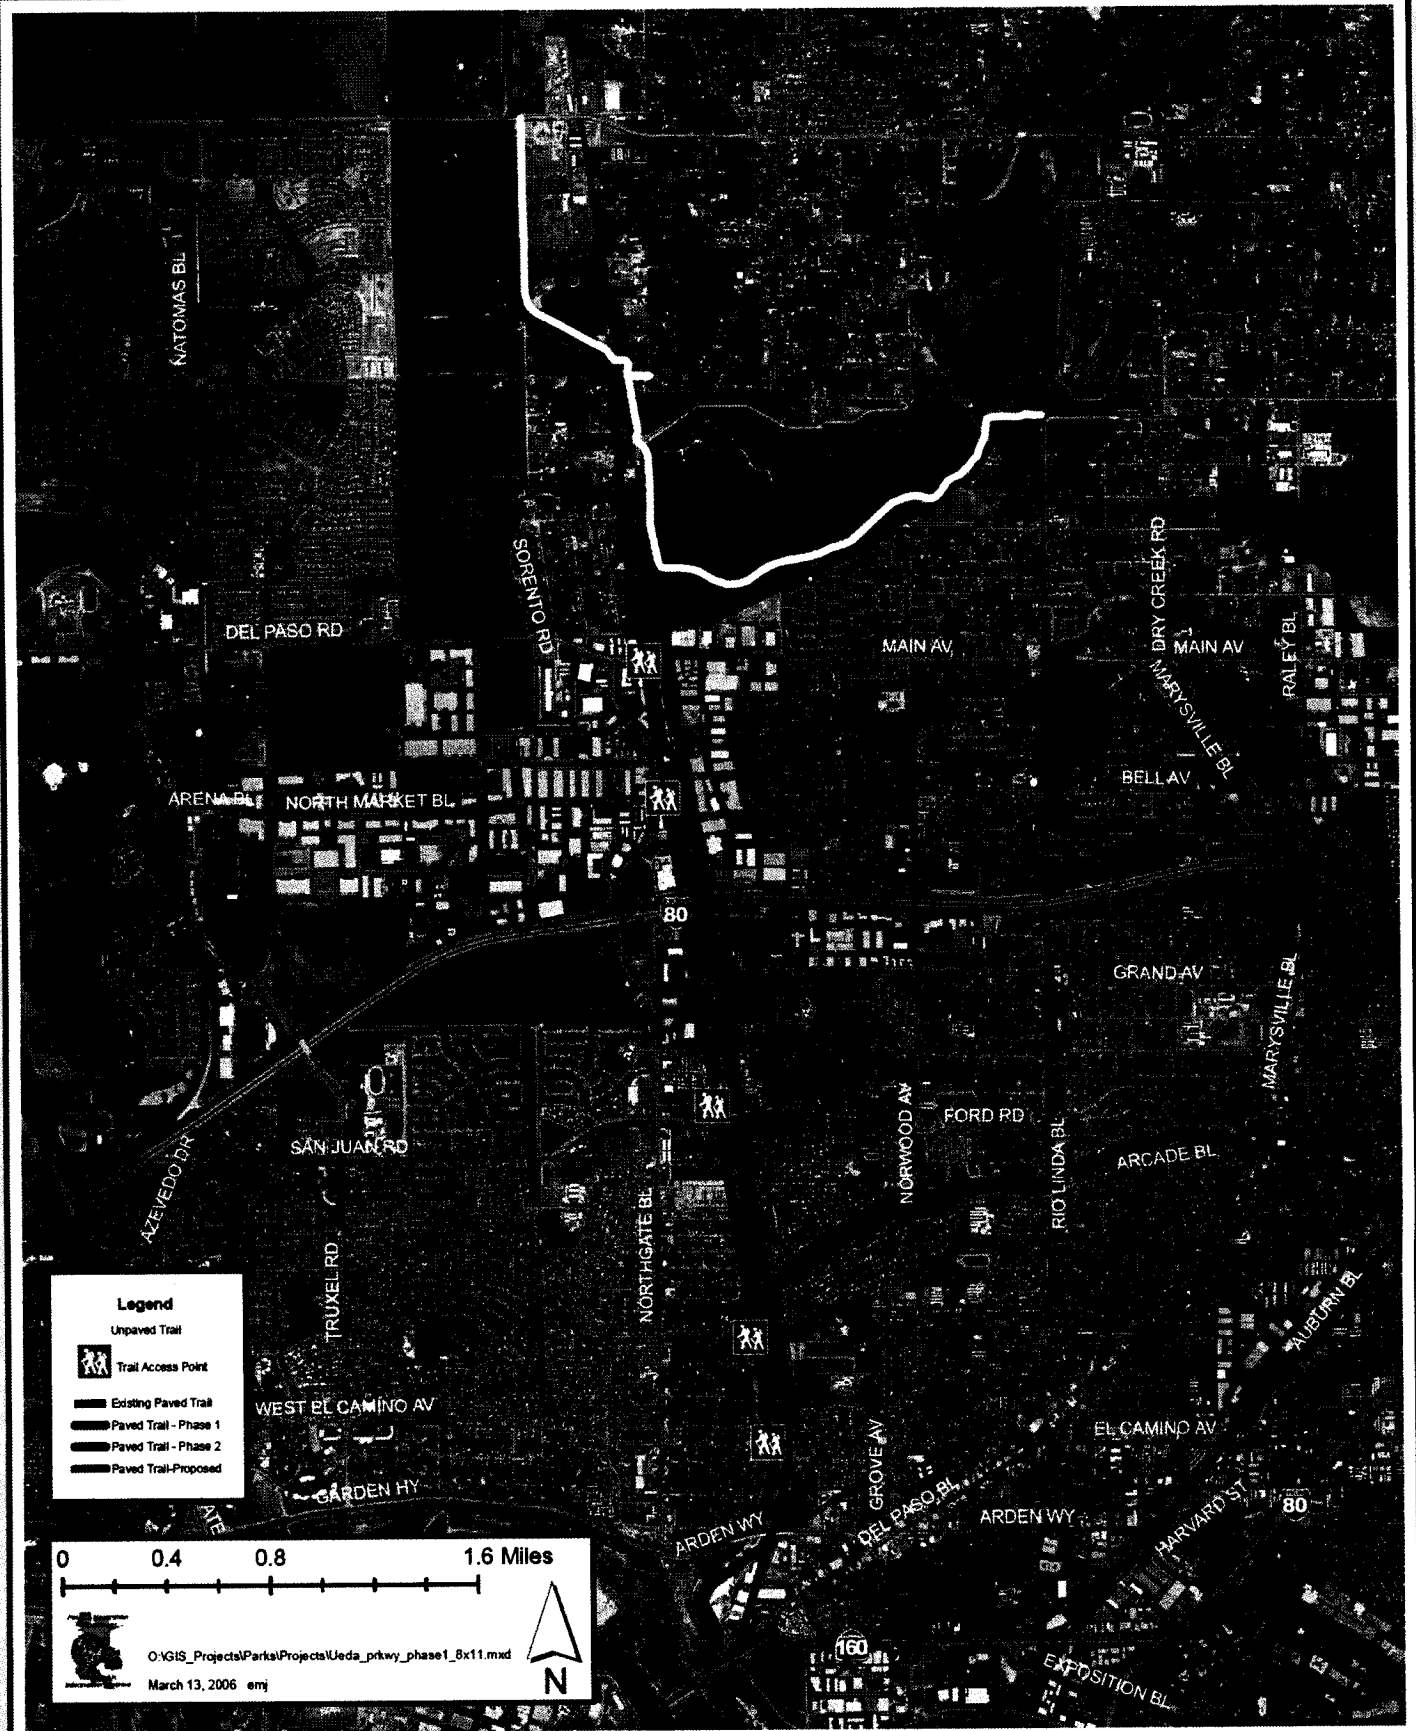 NATOMAS BL
SORENTO RD
DRY CREEK RD
DEL PASO RD
MAIN AV
MAIN AV
RALEY BL
MARYSVILLE BL
BELL AV
ARENA BL
NORTH MARKET BL
80
GRAND AV
MARYSVILLE BL
NORWOOD AV
FORD RD
SAN JUAN RD
AZEVEDO DR
RIO LINDA BL
ARCADE BL
NORTHGATE BL
TRUXEL RD
AUBURN BL
Legend
Unpaved Trail
Trail Access Point
Existing Paved Trail
Paved Trail - Phase 1
Paved Trail - Phase 2
Paved Trail-Proposed
WEST EL CAMINO AV
EL CAMINO AV
GROVE AV
GARDEN HY
DEL PASO BL
ARDEN WY
ARDEN WY
HARVARD ST
80
0 0.4 0.8 1.6 Miles
160
EXPOSITION BL
O:\GIS_Projects\Parks\Projects\Ueda_prkwy_phase1_8x11.mxd
March 13, 2006 emj
N